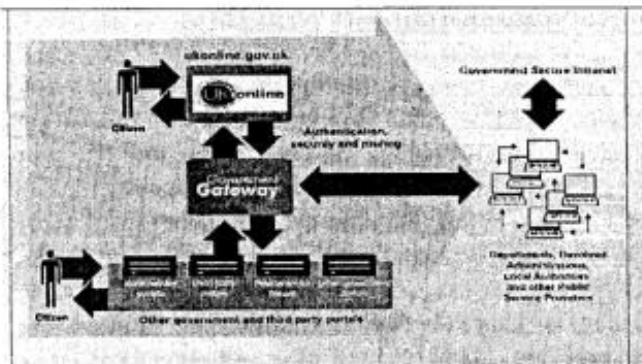 ukonline.gov.uk
UK online
Citizen
Government Secure Intranet
Authentication,
security and routing
Government
Gateway
Departments, Devolved
Administrations,
Local Authorities
and other Public
Service Providers
Citizen
Other government and third party portals